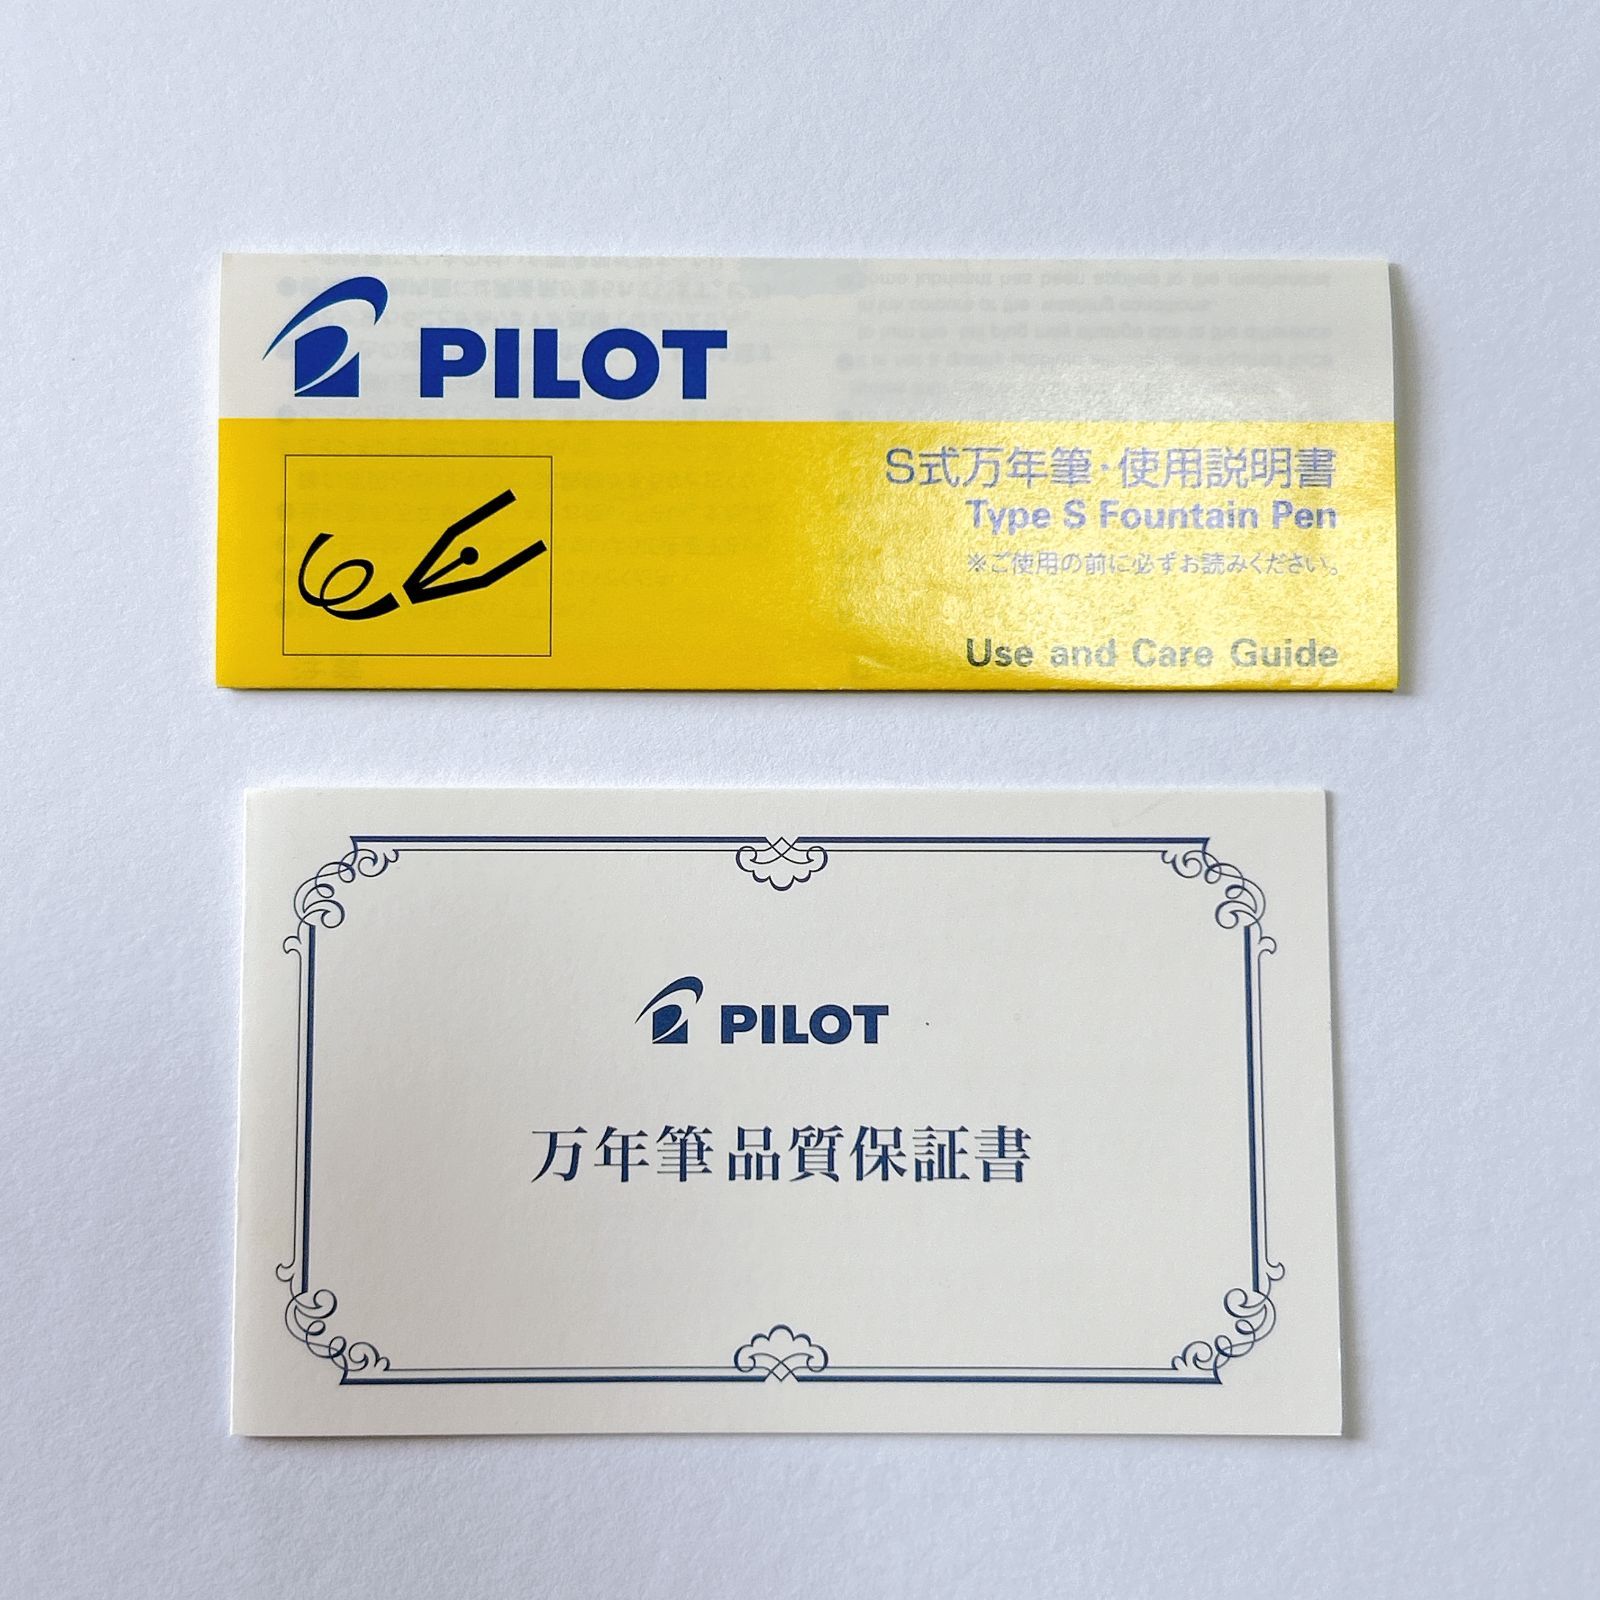 PILOT
S式万年筆・使用説明書
Type S Fountain Pen
※ご使用の前に必ずお読みください。
Use and Care Guide
PILOT
万年筆 品質保証書